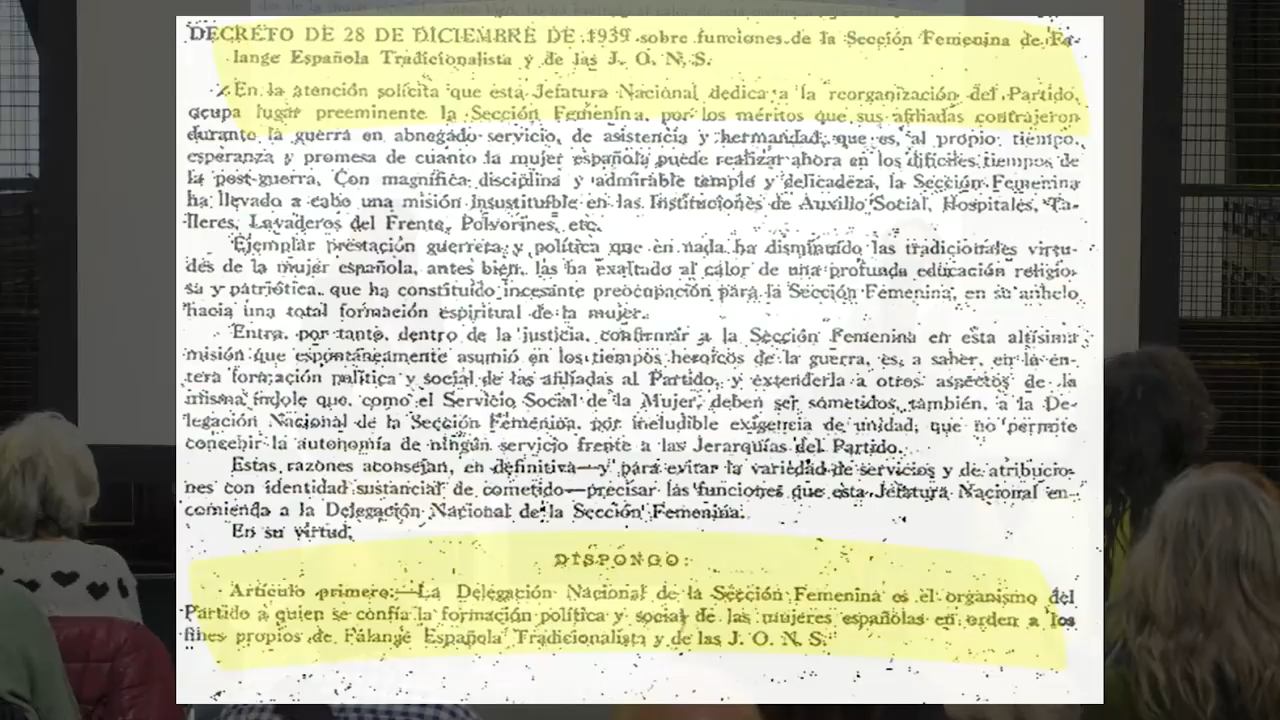 DECRETO DE 28 DE DICIEMBRE DE 1939 sobre funciones de la Sección Femenina de Fa-
lange Española Tradicionalista y de las J. O. N. S.
En la atención solícita que esta Jefatura Nacional dedica a la reorganización del Partido,
ocupa lugar preeminente la Sección Femenina, por los méritos que sus afiliadas contrajeron
durante la guerra en abnegado servicio, de asistencia y hermandad, que es, al propio tiempo,
esperanza y promesa de cuanto la mujer española puede realizar ahora en los difíciles tiempos de
la post-guerra. Con magnífica disciplina y admirable temple y delicadeza, la Sección Femenina
ha llevado a cabo una misión insustituíble en las Instituciones de Auxilio Social, Hospitales, Ta-
lleres, Lavaderos del Frente, Polvorines, etc.
Ejemplar prestación guerrera y política que en nada ha disminuído las tradicionales virtu-
des de la mujer española, antes bien, las ha exaltado al calor de una profunda educación religio-
sa y patriótica, que ha constituído incesante preocupación para la Sección Femenina, en su anhelo
hacia una total formación espiritual de la mujer.
Entra, por tanto, dentro de la justicia, confirmar a la Sección Femenina en esta altísima
misión que espontáneamente asumió en los tiempos heroicos de la guerra, es, a saber, en la en-
tera formación política y social de las afiliadas al Partido, y extenderla a otros aspectos de la
misma índole que, como el Servicio Social de la Mujer, deben ser sometidos, también, a la De-
legación Nacional de la Sección Femenina, por ineludible exigencia de unidad, que no permite
concebir la autonomía de ningún servicio frente a las Jerarquías del Partido.
Estas razones aconsejan, en definitiva—y para evitar la variedad de servicios y de atribucio-
nes con identidad sustancial de cometido—precisar las funciones que esta Jefatura Nacional en-
comienda a la Delegación Nacional de la Sección Femenina.
En su virtud,
DISPONGO:
Artículo primero.—La Delegación Nacional de la Sección Femenina es el organismo del
Partido a quien se confía la formación política y social de las mujeres españolas en orden a los
fines propios de Falange Española Tradicionalista y de las J. O. N. S.